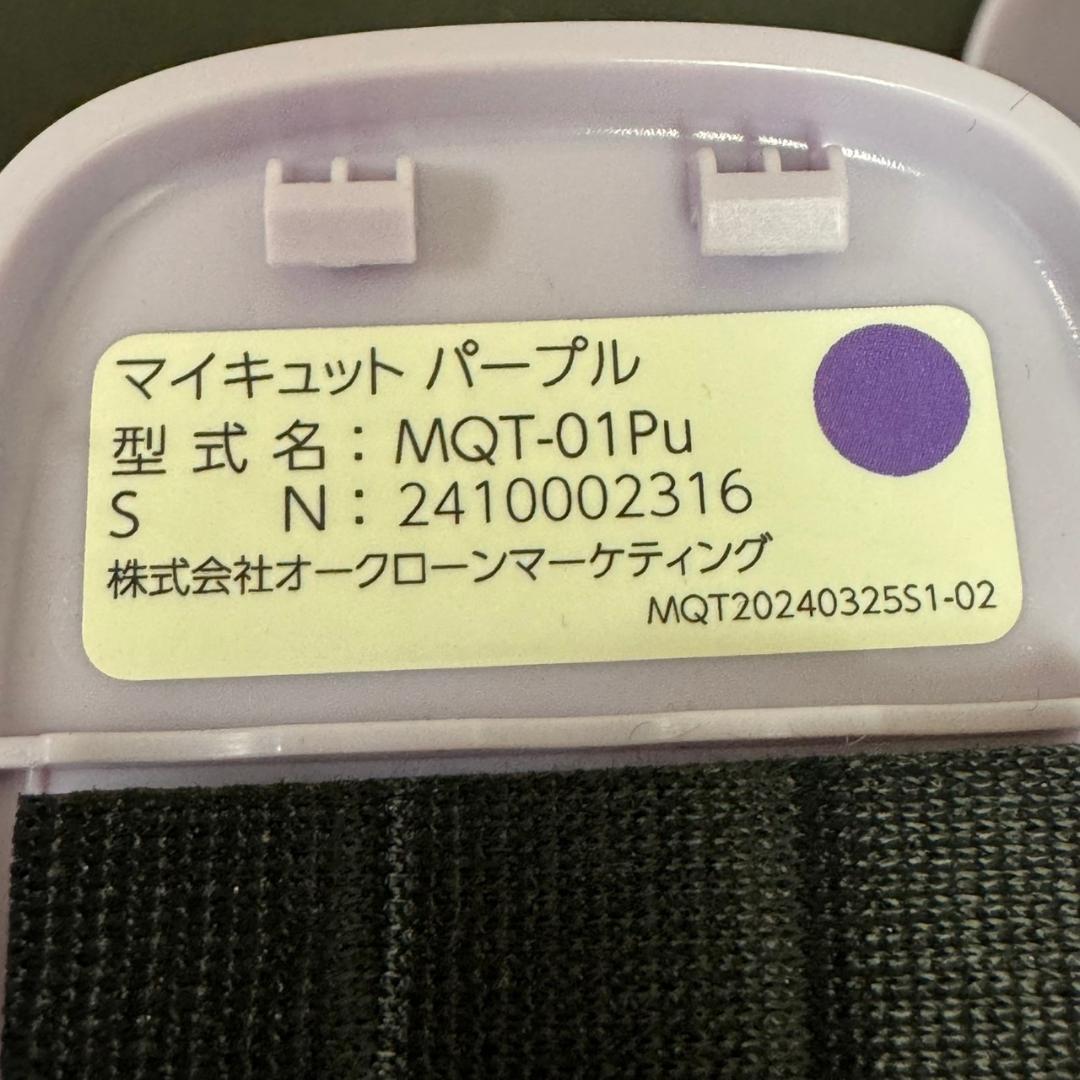 マイキュット パープル
型式名：MQT-01Pu
S N：2410002316
株式会社オークローンマーケティング
MQT20240325S1-02